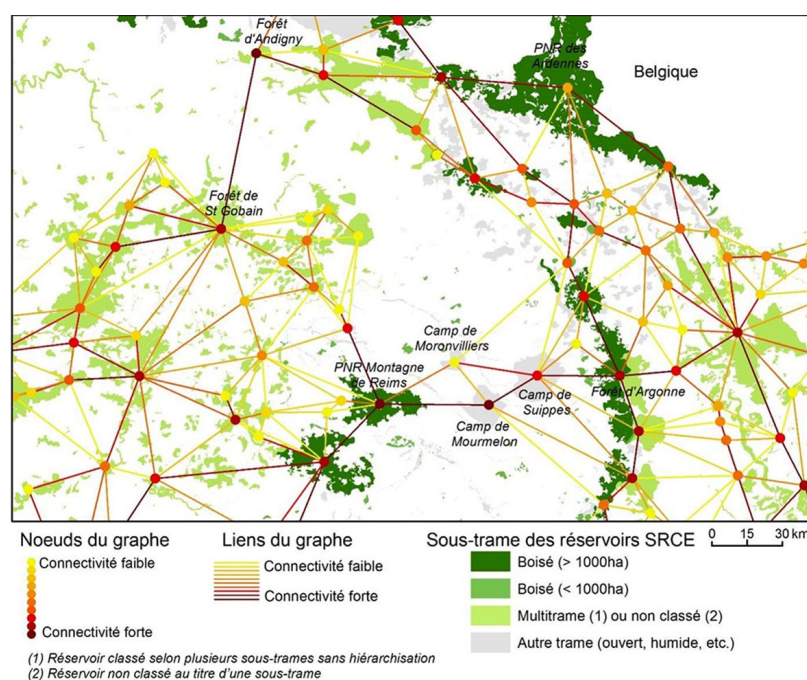 Forêt
d'Andigny
PNR des
Ardennes
Belgique
Forêt de
St Gobain
Camp de
Moronvilliers
PNR Montagne
de Reims
Camp de
Suippes
Forêt d'Argonne
Camp de
Mourmelon
Noeuds du graphe
Connectivité faible
Connectivité forte
Liens du graphe
Connectivité faible
Connectivité forte
Sous-trame des réservoirs SRCE
0 15 30 km
Boisé (> 1000ha)
Boisé (< 1000ha)
Multitrame (1) ou non classé (2)
Autre trame (ouvert, humide, etc.)
(1) Réservoir classé selon plusieurs sous-trames sans hiérarchisation
(2) Réservoir non classé au titre d'une sous-trame